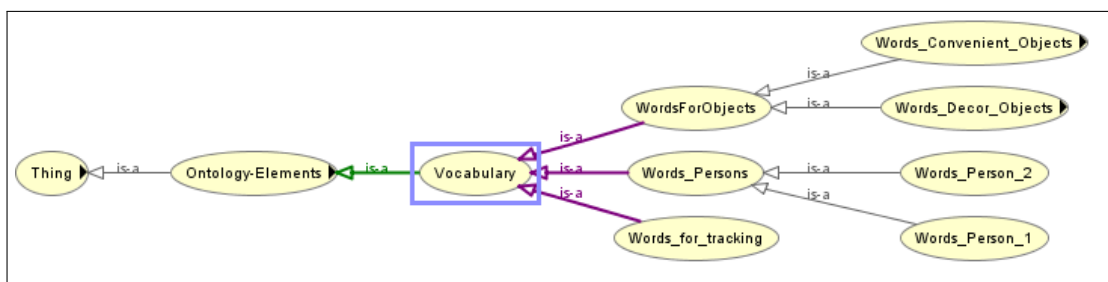 Words_Convenient_Objects
is-a
WordsForObjects
is-a
Words_Decor_Objects
is-a
Thing
is-a
Ontology-Elements
is-a
Vocabulary
is-a
Words_Persons
is-a
Words_Person_2
is-a
is-a
Words_for_tracking
Words_Person_1